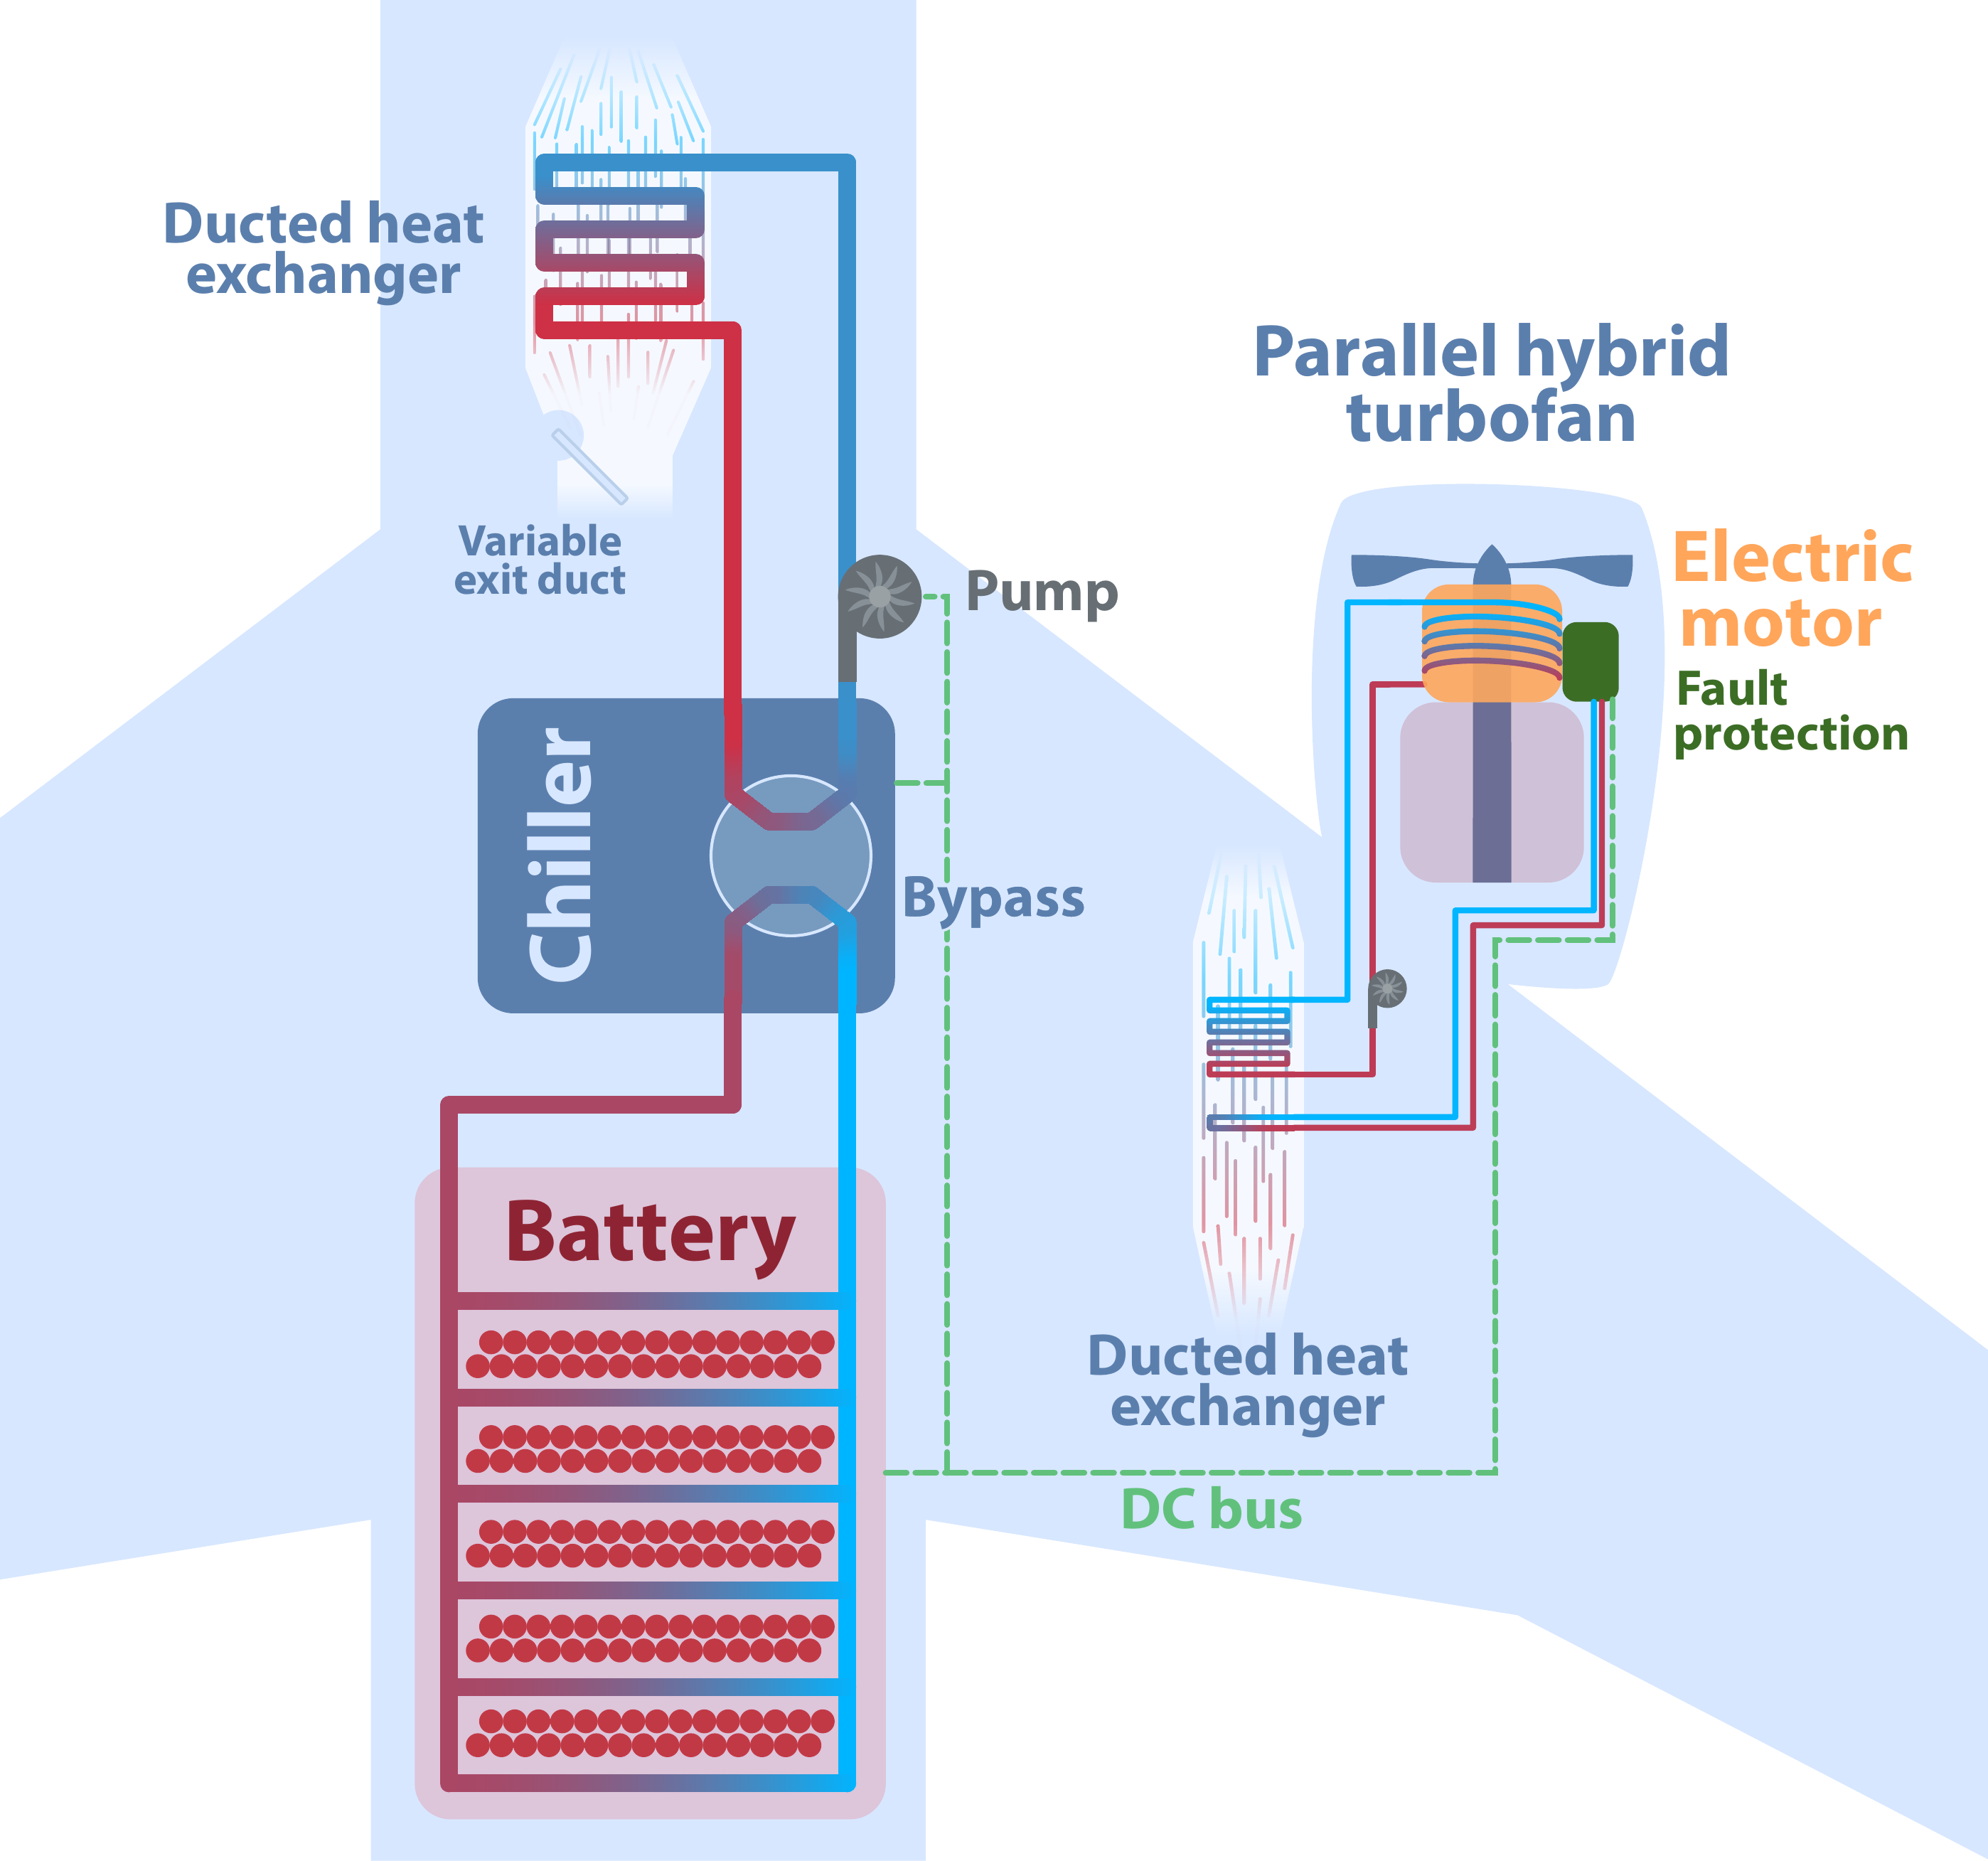 Ducted heat
exchanger
Variable
exit duct
Pump
Chiller
Bypass
Battery
Parallel hybrid
turbofan
Electric
motor
Fault
protection
Ducted heat
exchanger
DC bus